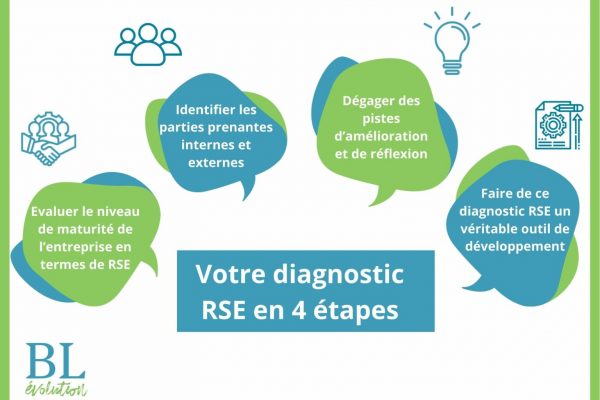 Evaluer le niveau
de maturité de
l'entreprise en
termes de RSE
Identifier les
parties prenantes
internes et
externes
Dégager des
pistes
d'amélioration
et de réflexion
Faire de ce
diagnostic RSE un
véritable outil de
développement
Votre diagnostic
RSE en 4 étapes
BL
évolution